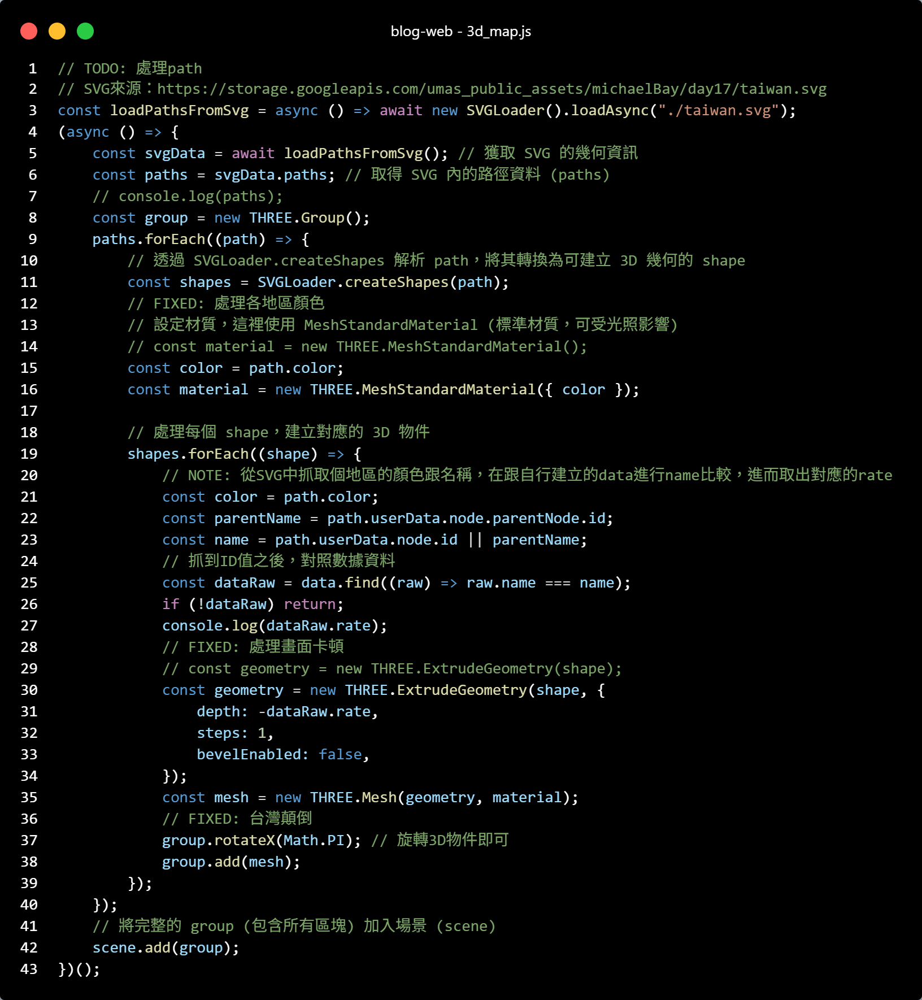 blog-web - 3d_map.js
1 // TODO: 處理path
2 // SVG來源：https://storage.googleapis.com/umas_public_assets/michaelBay/day17/taiwan.svg
3 const loadPathsFromSvg = async () => await new SVGLoader().loadAsync("./taiwan.svg");
4 (async () => {
5     const svgData = await loadPathsFromSvg(); // 獲取 SVG 的幾何資訊
6     const paths = svgData.paths; // 取得 SVG 內的路徑資料 (paths)
7     // console.log(paths);
8     const group = new THREE.Group();
9     paths.forEach((path) => {
10         // 透過 SVGLoader.createShapes 解析 path，將其轉換為可建立 3D 幾何的 shape
11         const shapes = SVGLoader.createShapes(path);
12         // FIXED: 處理各地區顏色
13         // 設定材質，這裡使用 MeshStandardMaterial (標準材質，可受光照影響)
14         // const material = new THREE.MeshStandardMaterial();
15         const color = path.color;
16         const material = new THREE.MeshStandardMaterial({ color });
17
18         // 處理每個 shape，建立對應的 3D 物件
19         shapes.forEach((shape) => {
20             // NOTE: 從SVG中抓取個地區的顏色跟名稱，在跟自行建立的data進行name比較，進而取出對應的rate
21             const color = path.color;
22             const parentName = path.userData.node.parentNode.id;
23             const name = path.userData.node.id || parentName;
24             // 抓到ID值之後，對照數據資料
25             const dataRaw = data.find((raw) => raw.name === name);
26             if (!dataRaw) return;
27             console.log(dataRaw.rate);
28             // FIXED: 處理畫面卡頓
29             // const geometry = new THREE.ExtrudeGeometry(shape);
30             const geometry = new THREE.ExtrudeGeometry(shape, {
31                 depth: -dataRaw.rate,
32                 steps: 1,
33                 bevelEnabled: false,
34             });
35             const mesh = new THREE.Mesh(geometry, material);
36             // FIXED: 台灣顛倒
37             group.rotateX(Math.PI); // 旋轉3D物件即可
38             group.add(mesh);
39         });
40     });
41     // 將完整的 group (包含所有區塊) 加入場景 (scene)
42     scene.add(group);
43 })();